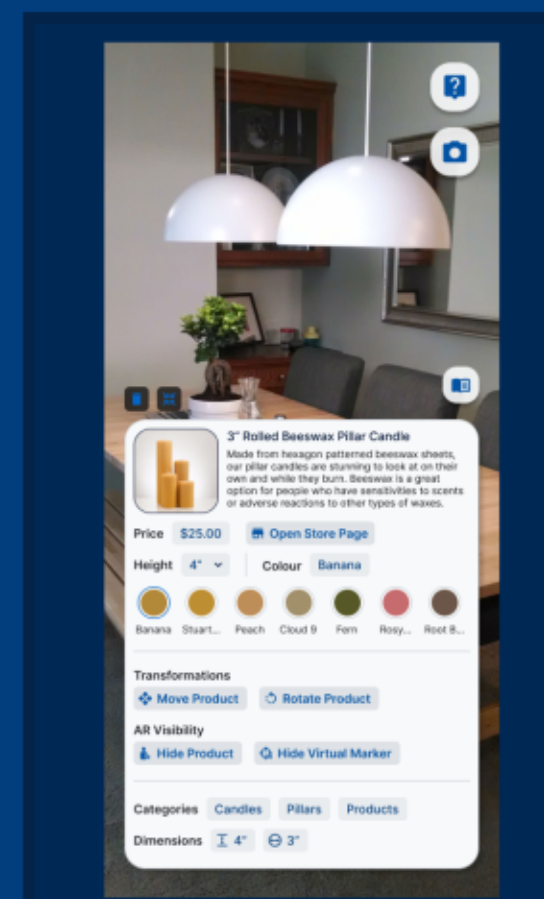 3" Rolled Beeswax Pillar Candle
Made from hexagon patterned beeswax sheets,
our pillar candles are stunning to look at on their
own and while they burn. Beeswax is a great
option for people who have sensitivities to scents
or adverse reactions to other types of waxes.
Price $25.00 Open Store Page
Height 4" Colour Banana
Banana Stuart... Peach Cloud 9 Fern Rosy... Root B...
Transformations
Move Product Rotate Product
AR Visibility
Hide Product Hide Virtual Marker
Categories Candles Pillars Products
Dimensions 4" 3"